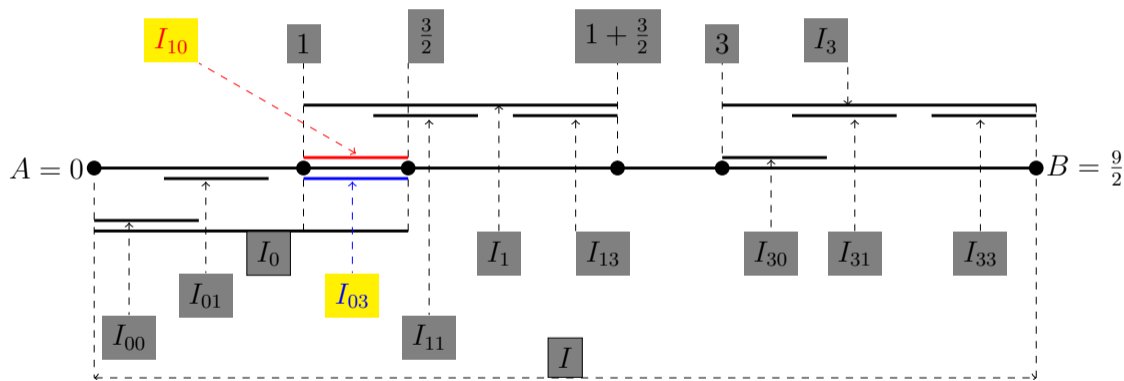 I₁₀
1
3/2
1 + 3/2
3
I₃
A = 0
B = 9/2
I₀
I₁
I₁₃
I₃₀
I₃₁
I₃₃
I₀₁
I₀₃
I₀₀
I₁₁
I